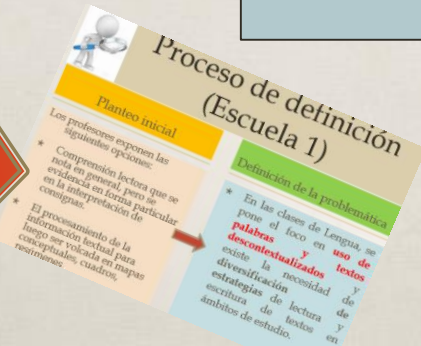 Proceso de definición
(Escuela 1)
Planteo inicial
Los profesores exponen las
siguientes opciones:
* Comprensión lectora que se
nota en general, pero se
evidencia en forma particular
en la interpretación de
consignas.
* El procesamiento de la
información textual para
luego ser volcada en mapas
conceptuales, cuadros,
resúmenes
Definición de la problemática
* En las clases de Lengua, se
pone el foco en uso de
palabras y textos
descontextualizados y
existe la necesidad de
diversificación de
estrategias de lectura y
escritura de textos en
ámbitos de estudio.